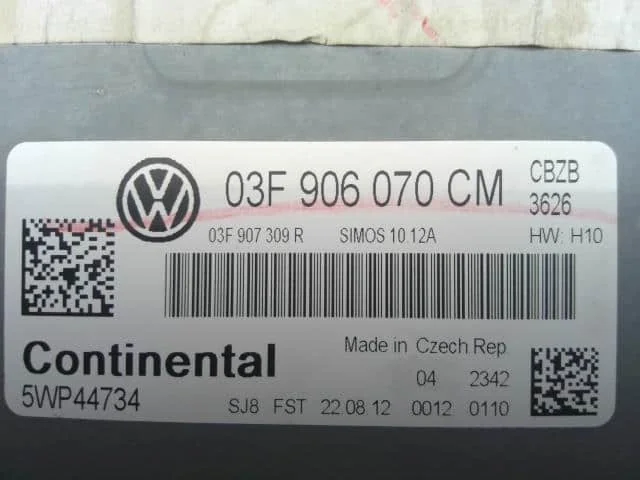 03F 906 070 CM
CBZB
3626
03F 907 309 R SIMOS 10.12A HW: H10
Continental
5WP44734
Made in Czech Rep.
04 2342
SJ8 FST 22.08.12 0012 0110